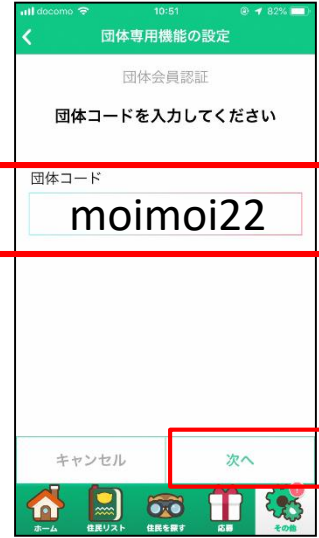 docomo 10:51 82%
団体専用機能の設定
団体会員認証
団体コードを入力してください
団体コード
moimoi22
キャンセル 次へ
ホーム 住民リスト 住民を探す 応募 その他